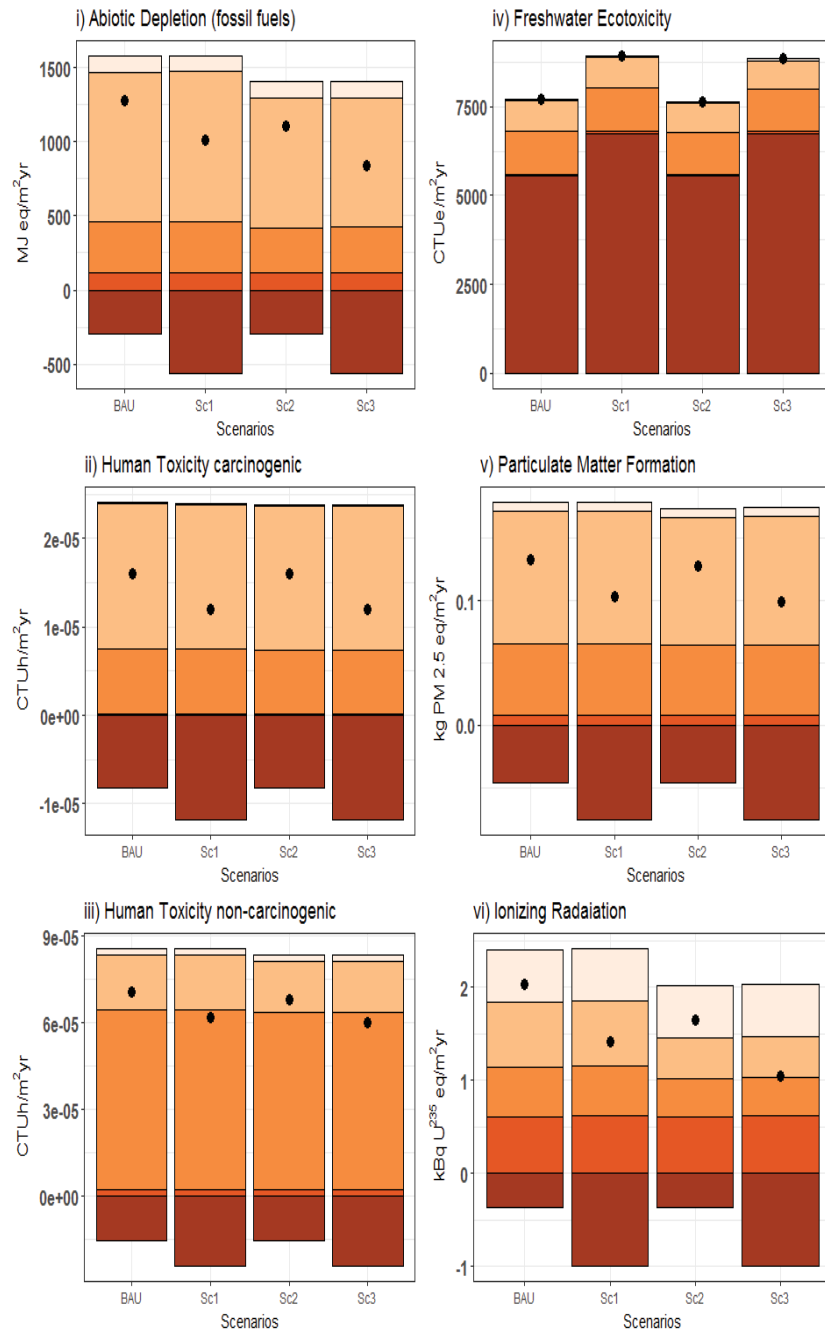 i) Abiotic Depletion (fossil fuels)
MJ eq/m²yr
1500
1000
500
0
-500
BAU Sc1 Sc2 Sc3
Scenarios
iv) Freshwater Ecotoxicity
CTUe/m²yr
7500
5000
2500
0
BAU Sc1 Sc2 Sc3
Scenarios
ii) Human Toxicity carcinogenic
CTUh/m²yr
2e-05
1e-05
0e+00
-1e-05
BAU Sc1 Sc2 Sc3
Scenarios
v) Particulate Matter Formation
kg PM 2.5 eq/m²yr
0.1
0.0
BAU Sc1 Sc2 Sc3
Scenarios
iii) Human Toxicity non-carcinogenic
CTUh/m²yr
9e-05
6e-05
3e-05
0e+00
BAU Sc1 Sc2 Sc3
Scenarios
vi) Ionizing Radaiation
kBq U²³⁵ eq/m²yr
2
1
0
-1
BAU Sc1 Sc2 Sc3
Scenarios